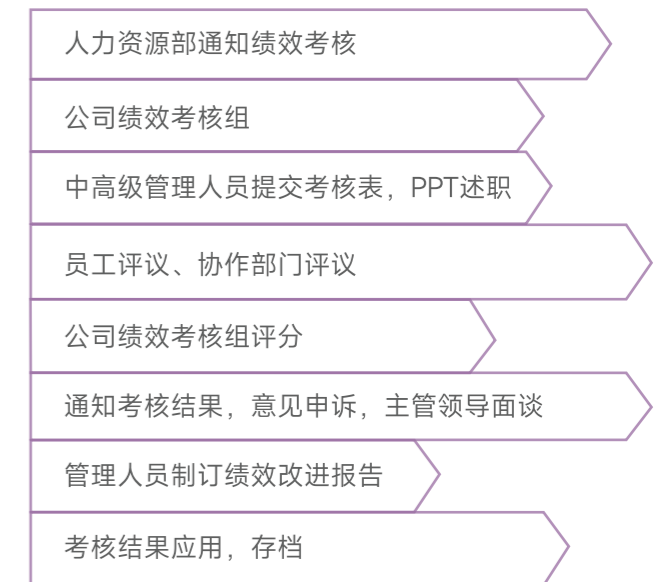 人力资源部通知绩效考核
公司绩效考核组
中高级管理人员提交考核表，PPT述职
员工评议、协作部门评议
公司绩效考核组评分
通知考核结果，意见申诉，主管领导面谈
管理人员制订绩效改进报告
考核结果应用，存档